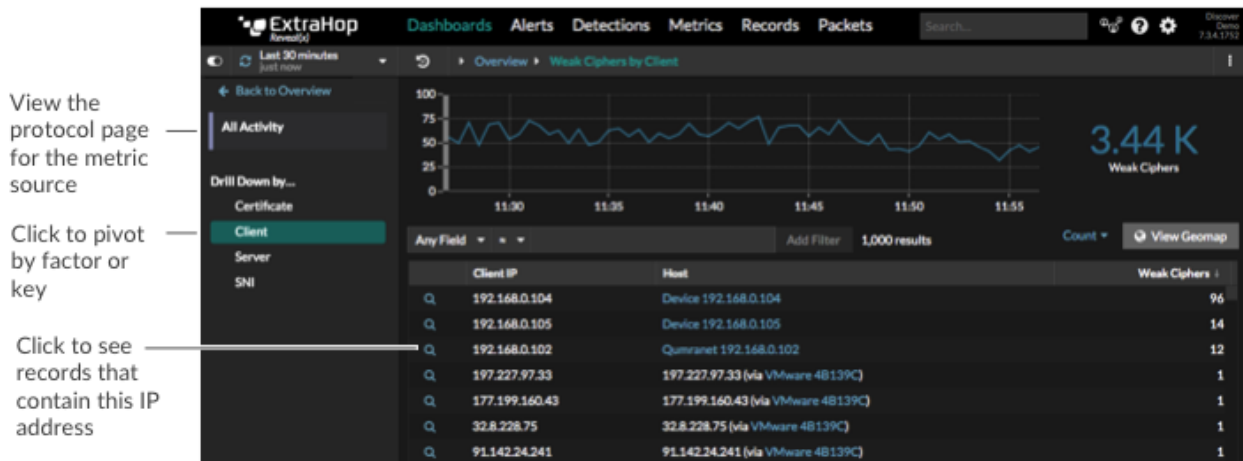 ExtraHop
Reveal(x)
Dashboards Alerts Detections Metrics Records Packets
Search...
Discover
Demo
7.3.4.1752
Last 30 minutes
just now
Overview
Weak Ciphers by Client
Back to Overview
All Activity
Drill Down by...
Certificate
Client
Server
SNI
View the
protocol page
for the metric
source
Click to pivot
by factor or
key
Click to see
records that
contain this IP
address
100
75
50
25
0
11:30 11:35 11:40 11:45 11:50 11:55
3.44 K
Weak Ciphers
Any Field
Add Filter
1,000 results
Count
View Geomap
Client IP Host Weak Ciphers
192.168.0.104 Device 192.168.0.104 96
192.168.0.105 Device 192.168.0.105 14
192.168.0.102 Qumranet 192.168.0.102 12
197.227.97.33 197.227.97.33 (via VMware 4B139C) 1
177.199.160.43 177.199.160.43 (via VMware 4B139C) 1
32.8.228.75 32.8.228.75 (via VMware 4B139C) 1
91.142.24.241 91.142.24.241 (via VMware 4B139C) 1